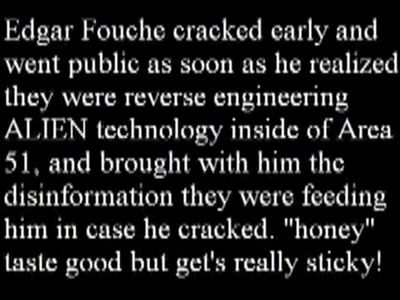 Edgar Fouche cracked early and
went public as soon as he realized
they were reverse engineering
ALIEN technology inside of Area
51, and brought with him the
disinformation they were feeding
him in case he cracked. "honey"
taste good but get's really sticky!